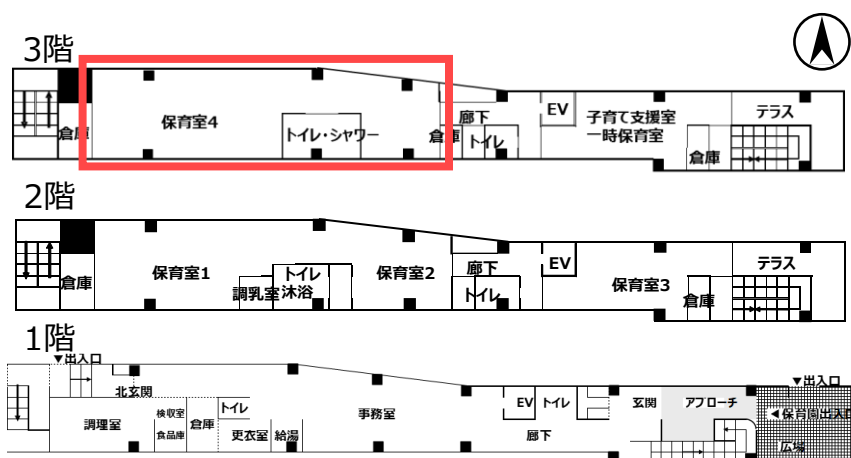 3階
保育室4
倉庫
トイレ・シャワー
倉庫
廊下
トイレ
EV
子育て支援室
一時保育室
倉庫
テラス
2階
倉庫
保育室1
調乳室
トイレ
沐浴
保育室2
廊下
トイレ
EV
保育室3
倉庫
テラス
1階
▼出入口
北玄関
調理室
検収室
食品庫
倉庫
トイレ
更衣室
給湯
事務室
EV
トイレ
廊下
玄関
アプローチ
▼出入口
◀保育園出入口
広場